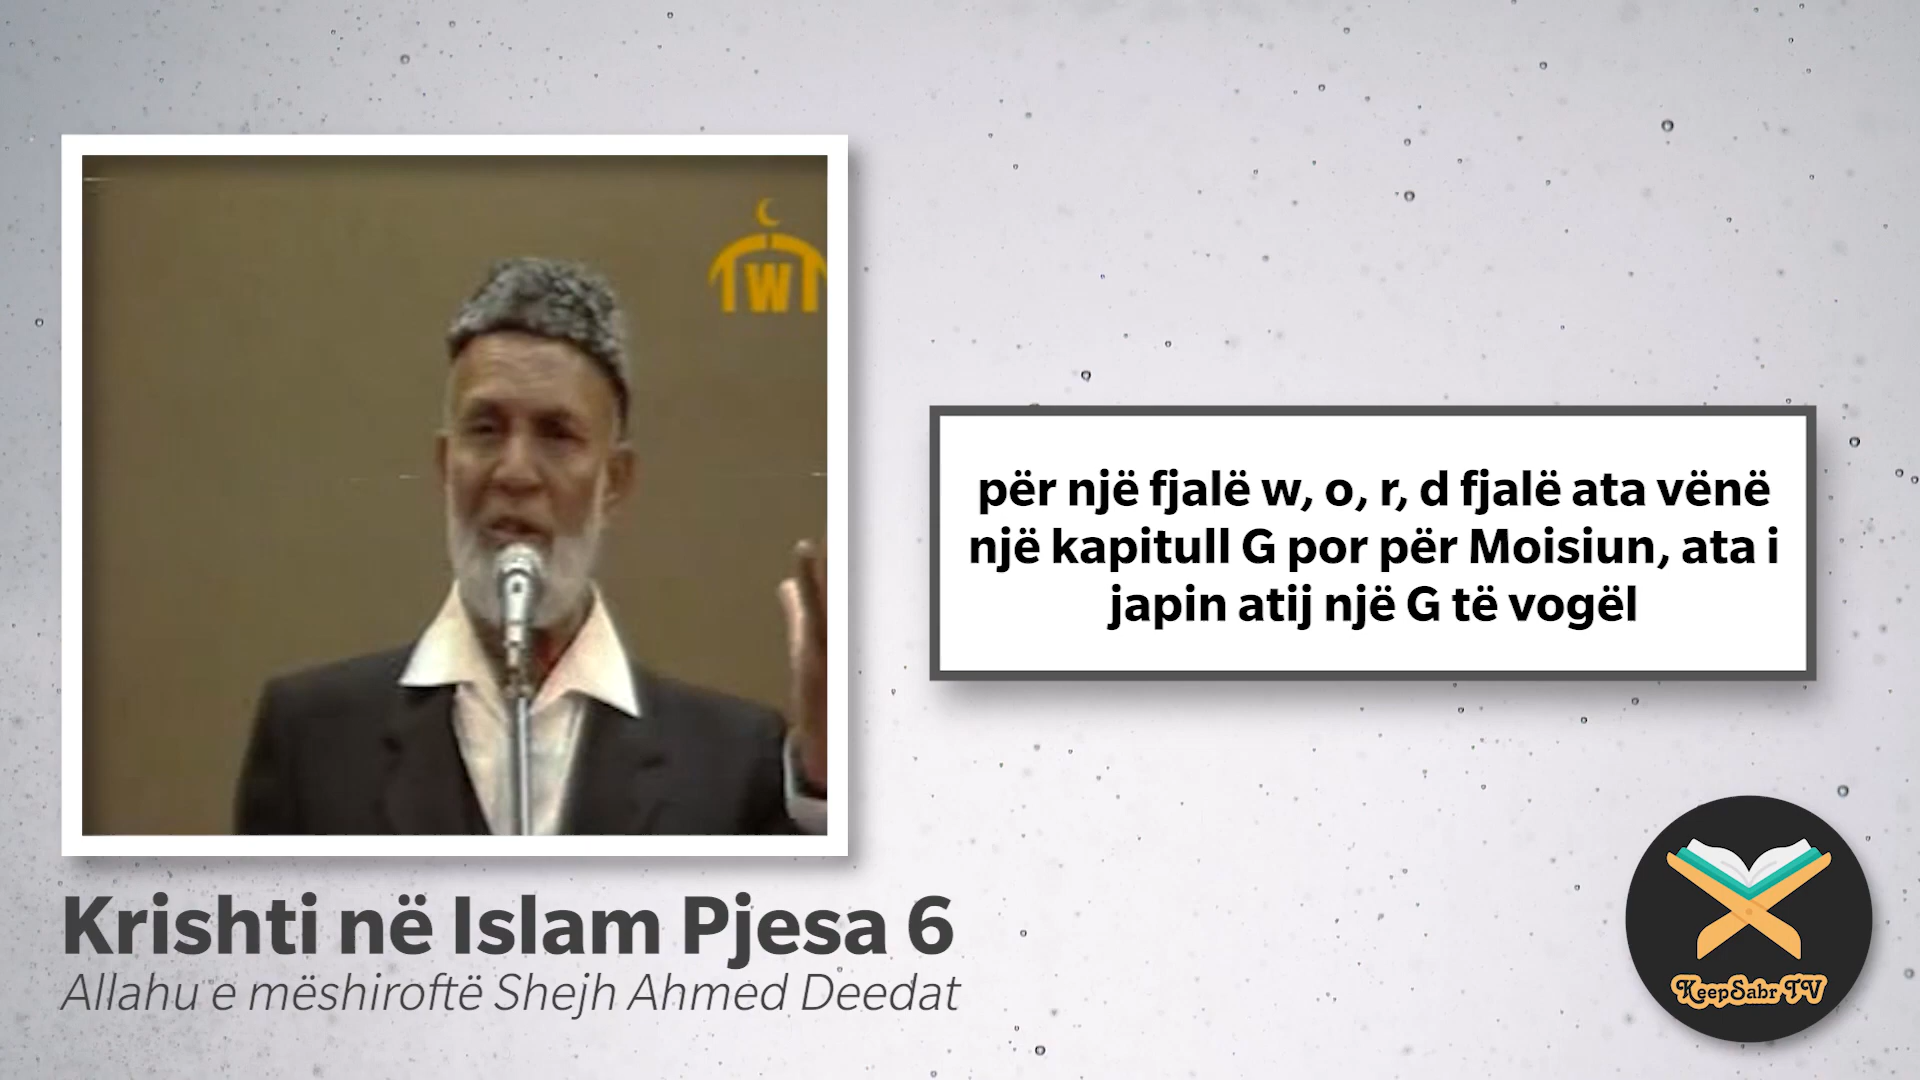 W
për një fjalë w, o, r, d fjalë ata vënë
një kapitull G por për Moisiun, ata i
japin atij një G të vogël
Krishti në Islam Pjesa 6
Allahu e mëshiroftë Shejh Ahmed Deedat
KeepSabr TV